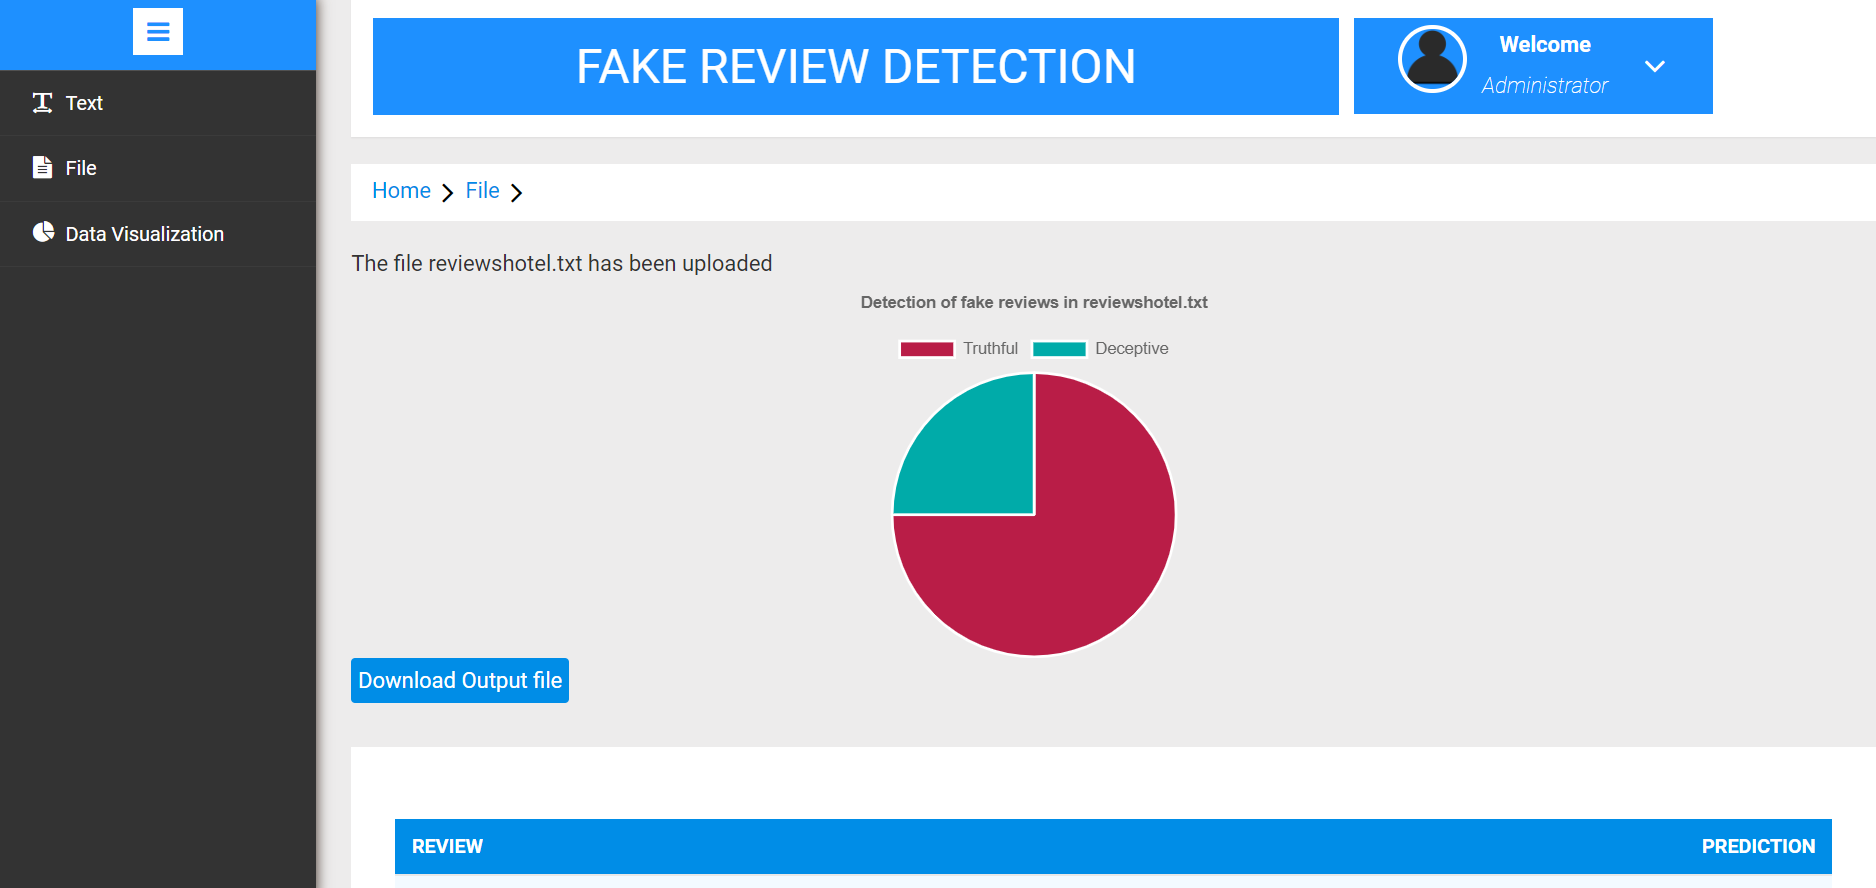 FAKE REVIEW DETECTION
Welcome
Administrator
Text
File
Data Visualization
Home
File
The file reviewshotel.txt has been uploaded
Detection of fake reviews in reviewshotel.txt
Truthful Deceptive
Download Output file
REVIEW PREDICTION